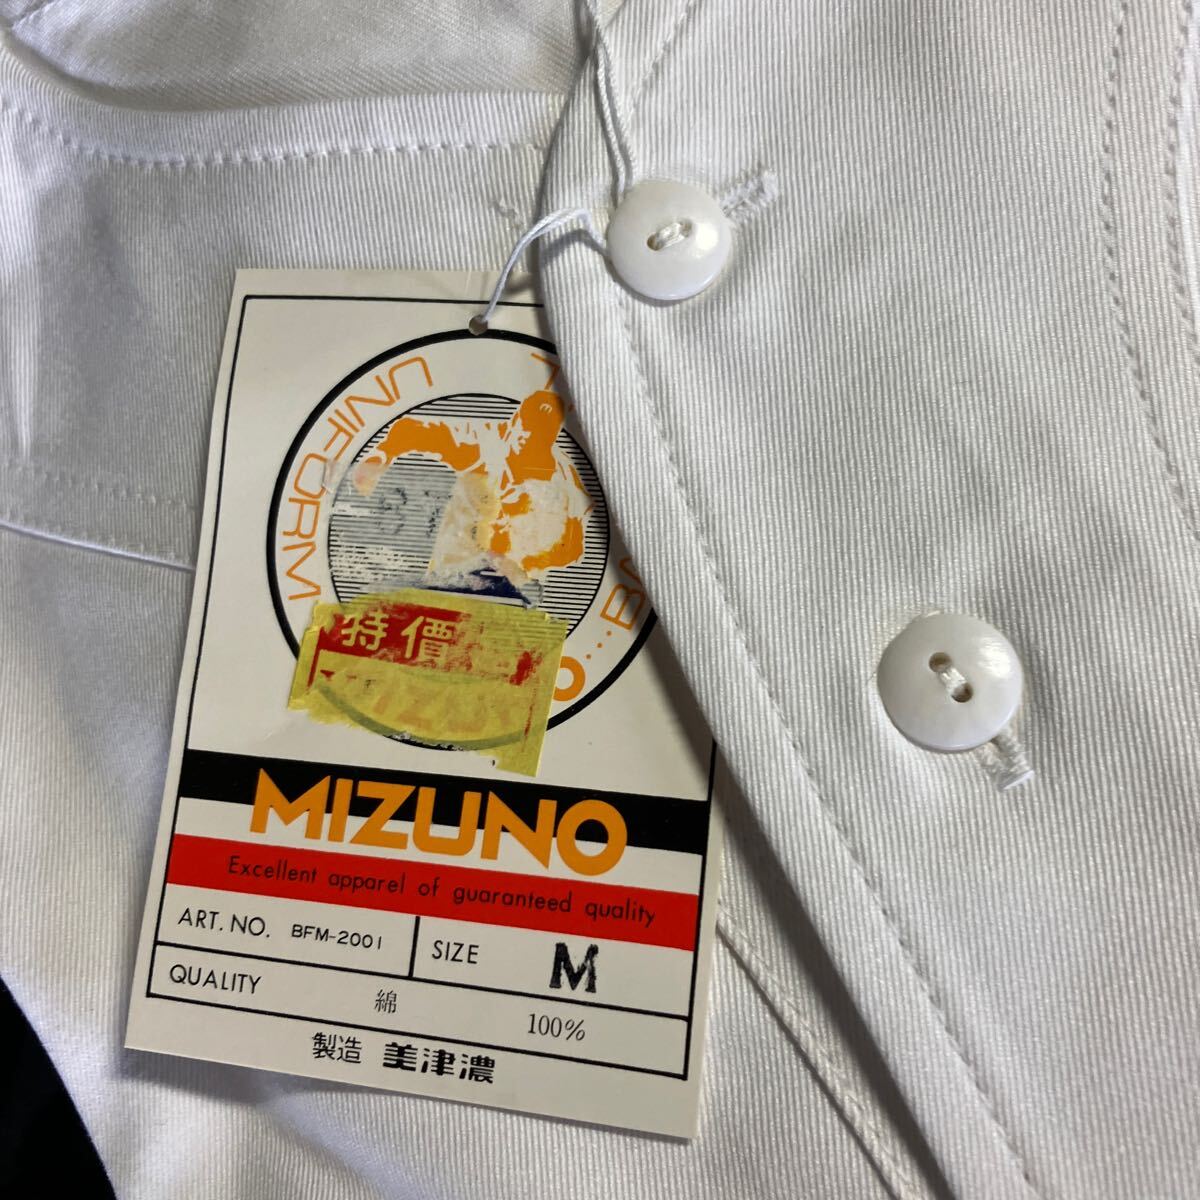 UNIFORM
特價
MIZUNO
Excellent apparel of guaranteed quality
ART. NO. BFM-2001
SIZE M
QUALITY 綿 100%
製造 美津濃